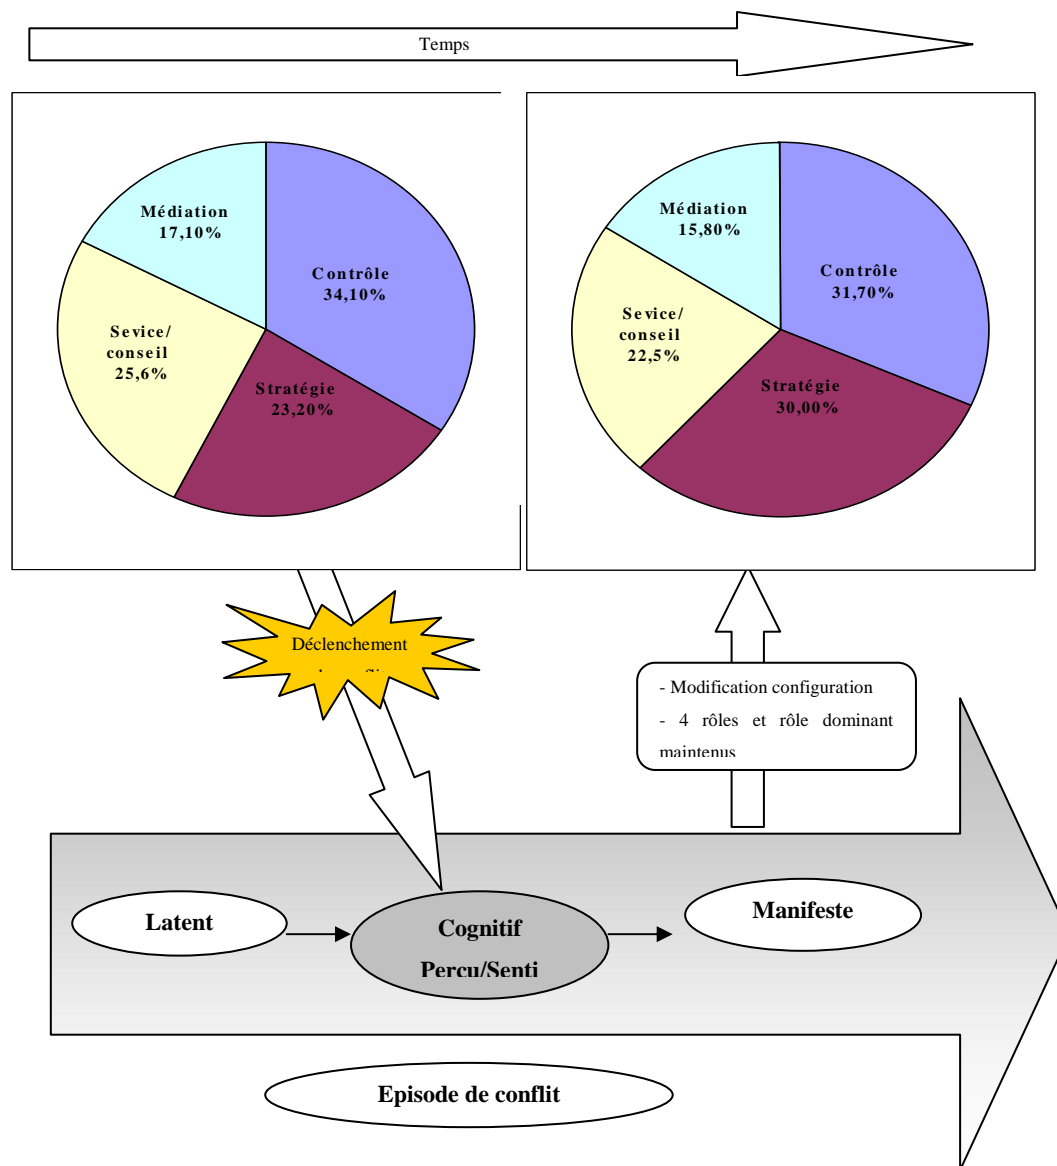 Temps
Médiation
17,10%
Contrôle
34,10%
Sevice/
conseil
25,6%
Stratégie
23,20%
Médiation
15,80%
Contrôle
31,70%
Sevice/
conseil
22,5%
Stratégie
30,00%
Déclenchement
- Modification configuration
- 4 rôles et rôle dominant
maintenus
Latent
Cognitif
Perçu/Senti
Manifeste
Episode de conflit